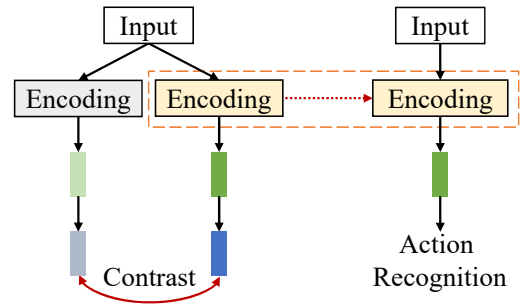 Input
Input
Encoding
Encoding
Encoding
Contrast
Action
Recognition